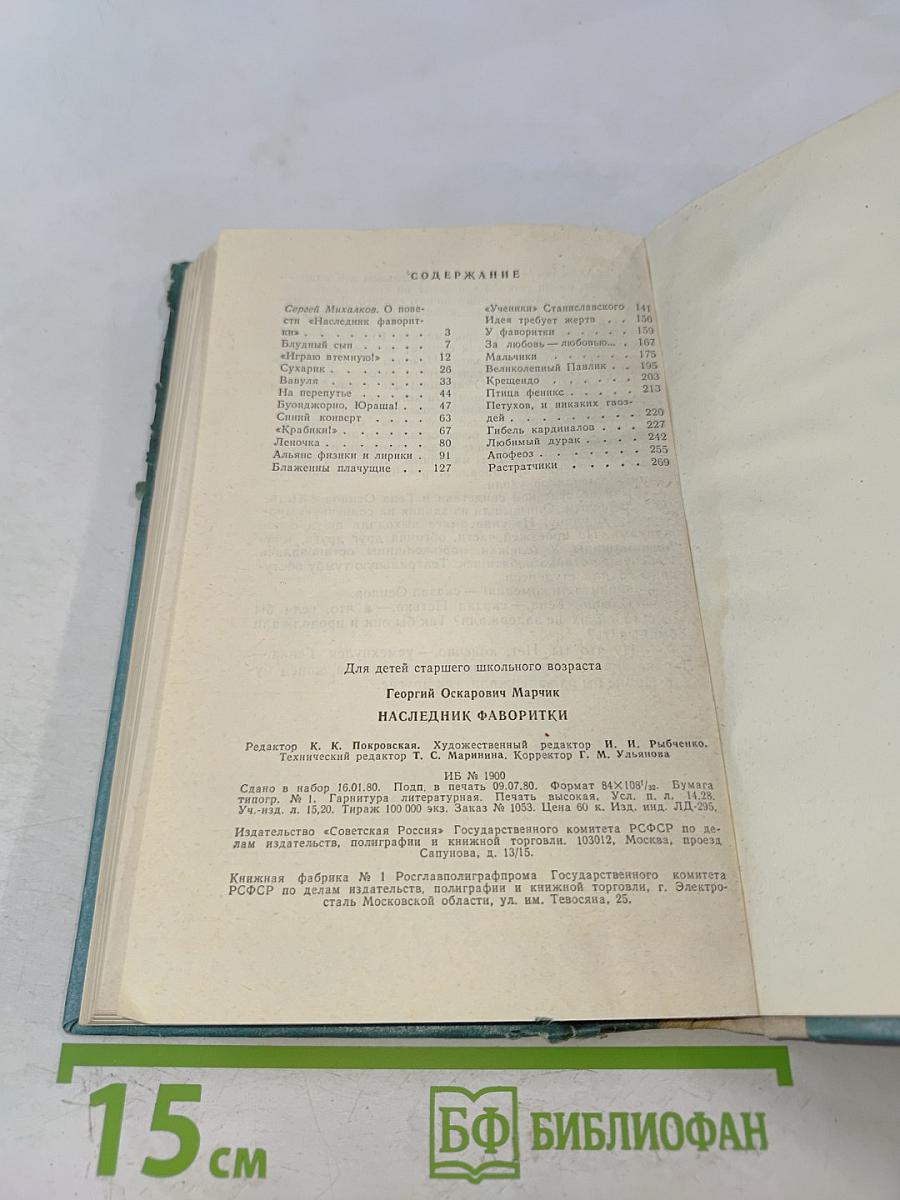 СОДЕРЖАНИЕ
Сергей Михалков. О пове-
сти «Наследник фаворит-
ки» . . . . . . . . . 3
Блудный сын . . . . . 7
«Играю втемную!» . . . 12
Сухарик . . . . . . . 26
Вавуля . . . . . . . 33
На перепутье . . . . . 44
Буонджорно, Юраша! . . 47
Синий конверт . . . . 63
«Крабики!» . . . . . . 67
Леночка . . . . . . . 80
Альянс физики и лирики . 91
Блаженны плачущие . . 127
«Ученики» Станиславского 141
Идея требует жертв . . 156
У фаворитки . . . . . 159
За любовь — любовью... . 167
Мальчики . . . . . . 175
Великолепный Павлик . . 195
Крещендо . . . . . . 203
Птица феникс . . . . . 213
Петухов, и никаких гвоз-
дей . . . . . . . . . 220
Гибель кардиналов . . . 227
Любимый дурак . . . . 242
Апофеоз . . . . . . . 255
Растратчики . . . . . 269
Для детей старшего школьного возраста
Георгий Оскарович Марчик
НАСЛЕДНИК ФАВОРИТКИ
Редактор К. К. Покровская. Художественный редактор И. И. Рыбченко.
Технический редактор Т. С. Маринина. Корректор Г. М. Ульянова
ИБ № 1900
Сдано в набор 16.01.80. Подп. в печать 09.07.80. Формат 84×108¹/₃₂. Бумага
типогр. № 1. Гарнитура литературная. Печать высокая. Усл. п. л. 14,28.
Уч.-изд. л. 15,20. Тираж 100 000 экз. Заказ № 1053. Цена 60 к. Изд. инд. ЛД-295.
Издательство «Советская Россия» Государственного комитета РСФСР по де-
лам издательств, полиграфии и книжной торговли. 103012, Москва, проезд
Сапунова, д. 13/15.
Книжная фабрика № 1 Росглавполиграфпрома Государственного комитета
РСФСР по делам издательств, полиграфии и книжной торговли, г. Электро-
сталь Московской области, ул. им. Тевосяна, 25.
15 см
БФ БИБЛИОФАН